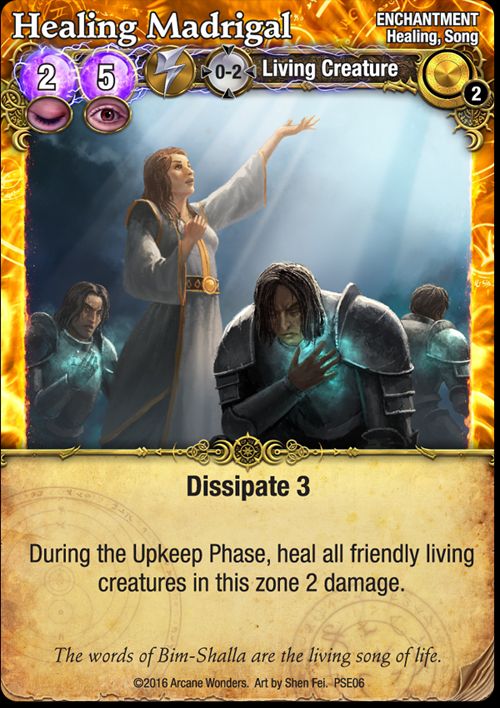 Healing Madrigal
ENCHANTMENT
Healing, Song
2 5 0-2 Living Creature 2
Dissipate 3
During the Upkeep Phase, heal all friendly living
creatures in this zone 2 damage.
The words of Bim-Shalla are the living song of life.
©2016 Arcane Wonders. Art by Shen Fei. PSE06